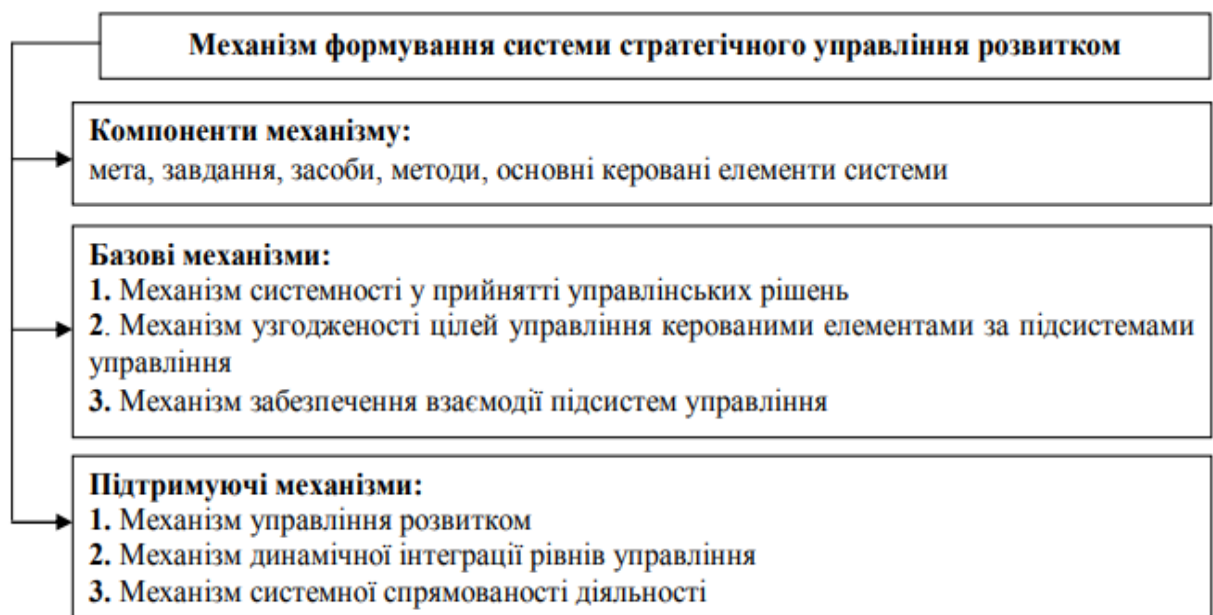 Механізм формування системи стратегічного управління розвитком
Компоненти механізму:
мета, завдання, засоби, методи, основні керовані елементи системи
Базові механізми:
1. Механізм системності у прийнятті управлінських рішень
2. Механізм узгодженості цілей управління керованими елементами за підсистемами
управління
3. Механізм забезпечення взаємодії підсистем управління
Підтримуючі механізми:
1. Механізм управління розвитком
2. Механізм динамічної інтеграції рівнів управління
3. Механізм системної спрямованості діяльності